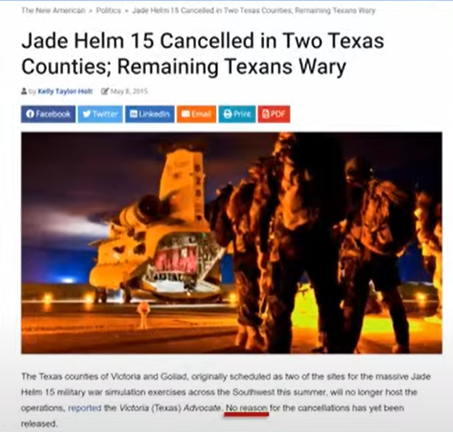 The New American » Politics » Jade Helm 15 Cancelled in Two Texas Counties; Remaining Texans Wary
Jade Helm 15 Cancelled in Two Texas
Counties; Remaining Texans Wary
by Kelly Taylor Holt May 8, 2015
Facebook Twitter LinkedIn Email Print PDF
The Texas counties of Victoria and Goliad, originally scheduled as two of the sites for the massive Jade
Helm 15 military war simulation exercises across the Southwest this summer, will no longer host the
operations, reported the Victoria (Texas) Advocate. No reason for the cancellations has yet been
released.